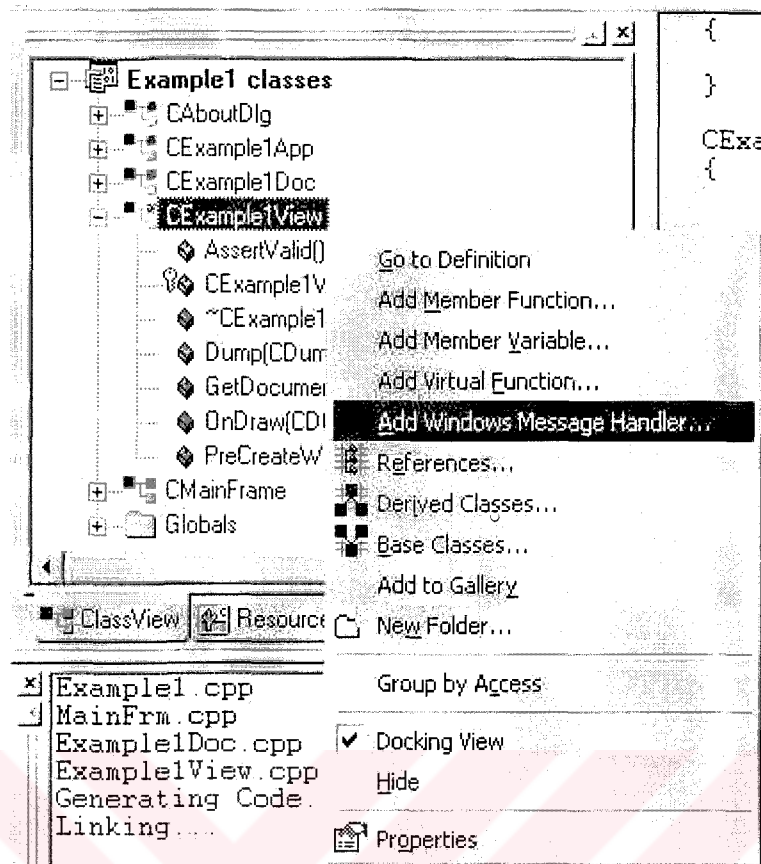 Example1 classes
CAboutDlg
CExample1App
CExample1Doc
CExample1View
AssertValid()
CExample1V
~CExample1
Dump(CDum
GetDocume
OnDraw(CD
PreCreateW
CMainFrame
Globals
ClassView Resource
Example1.cpp
MainFrm.cpp
Example1Doc.cpp
Example1View.cpp
Generating Code.
Linking...
Go to Definition
Add Member Function...
Add Member Variable...
Add Virtual Function...
Add Windows Message Handler...
References...
Derived Classes...
Base Classes...
Add to Gallery
New Folder...
Group by Access
Docking View
Hide
Properties
{
}
CExa
{